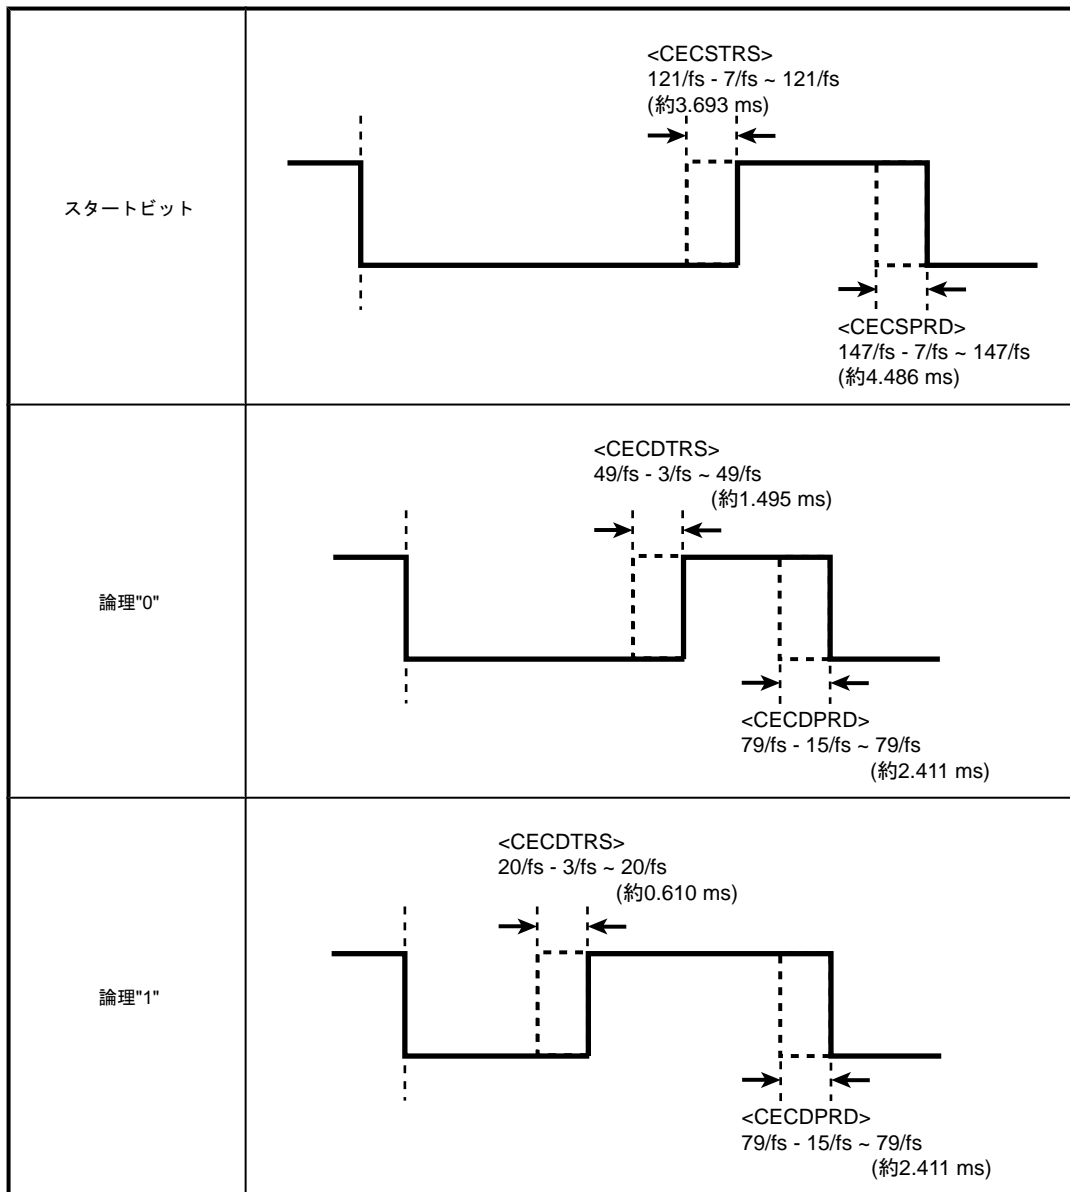 スタートビット
<CECSTRS>
121/fs - 7/fs ~ 121/fs
(約3.693 ms)
<CECSPRD>
147/fs - 7/fs ~ 147/fs
(約4.486 ms)
論理"0"
<CECDTRS>
49/fs - 3/fs ~ 49/fs
(約1.495 ms)
<CECDPRD>
79/fs - 15/fs ~ 79/fs
(約2.411 ms)
論理"1"
<CECDTRS>
20/fs - 3/fs ~ 20/fs
(約0.610 ms)
<CECDPRD>
79/fs - 15/fs ~ 79/fs
(約2.411 ms)